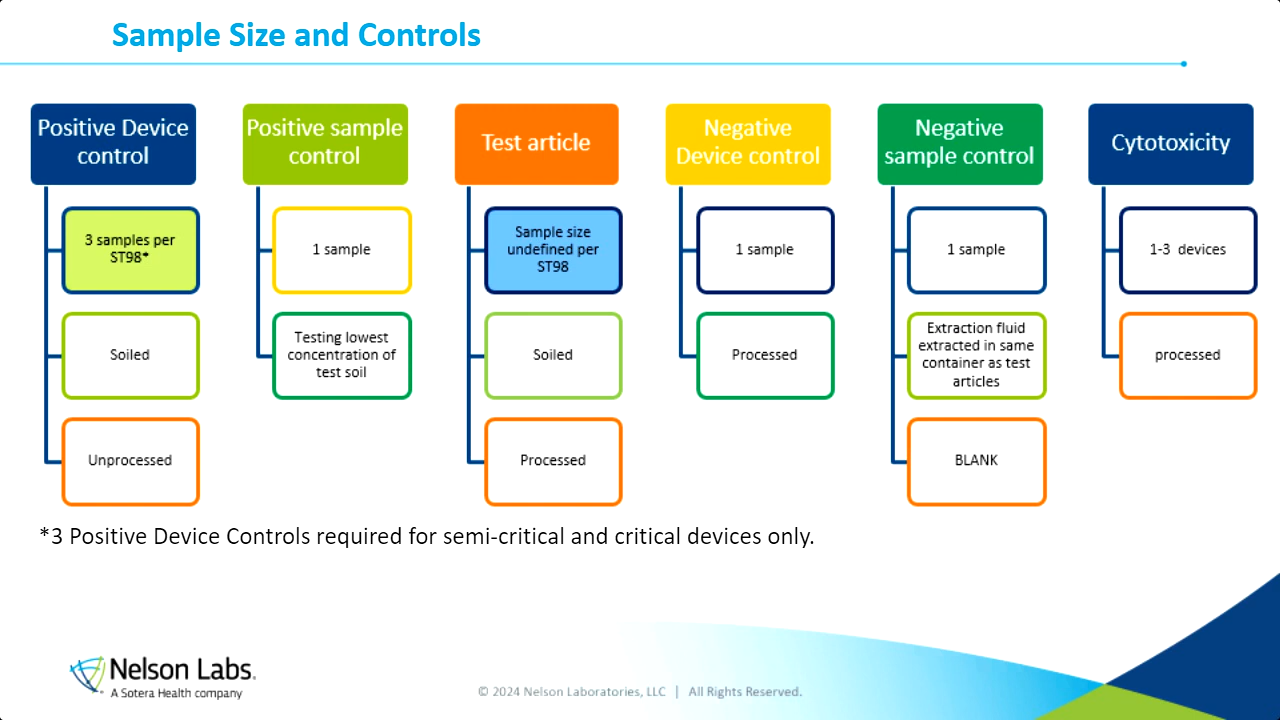 Sample Size and Controls
Positive Device
control
3 samples per
ST98*
Soiled
Unprocessed
Positive sample
control
1 sample
Testing lowest
concentration of
test soil
Test article
Sample size
undefined per
ST98
Soiled
Processed
Negative
Device control
1 sample
Processed
Negative
sample control
1 sample
Extraction fluid
extracted in same
container as test
articles
BLANK
Cytotoxicity
1-3 devices
processed
*3 Positive Device Controls required for semi-critical and critical devices only.
Nelson Labs.
A Sotera Health company
© 2024 Nelson Laboratories, LLC | All Rights Reserved.